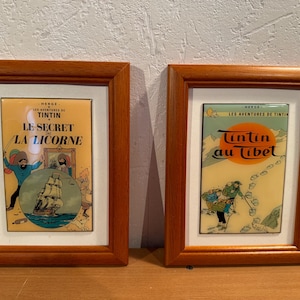 HERGÉ
LES AVENTURES DE
TINTIN
LE SECRET
DE
LA LICORNE
HERGÉ
LES AVENTURES DE TINTIN
Tintin
au Tibet